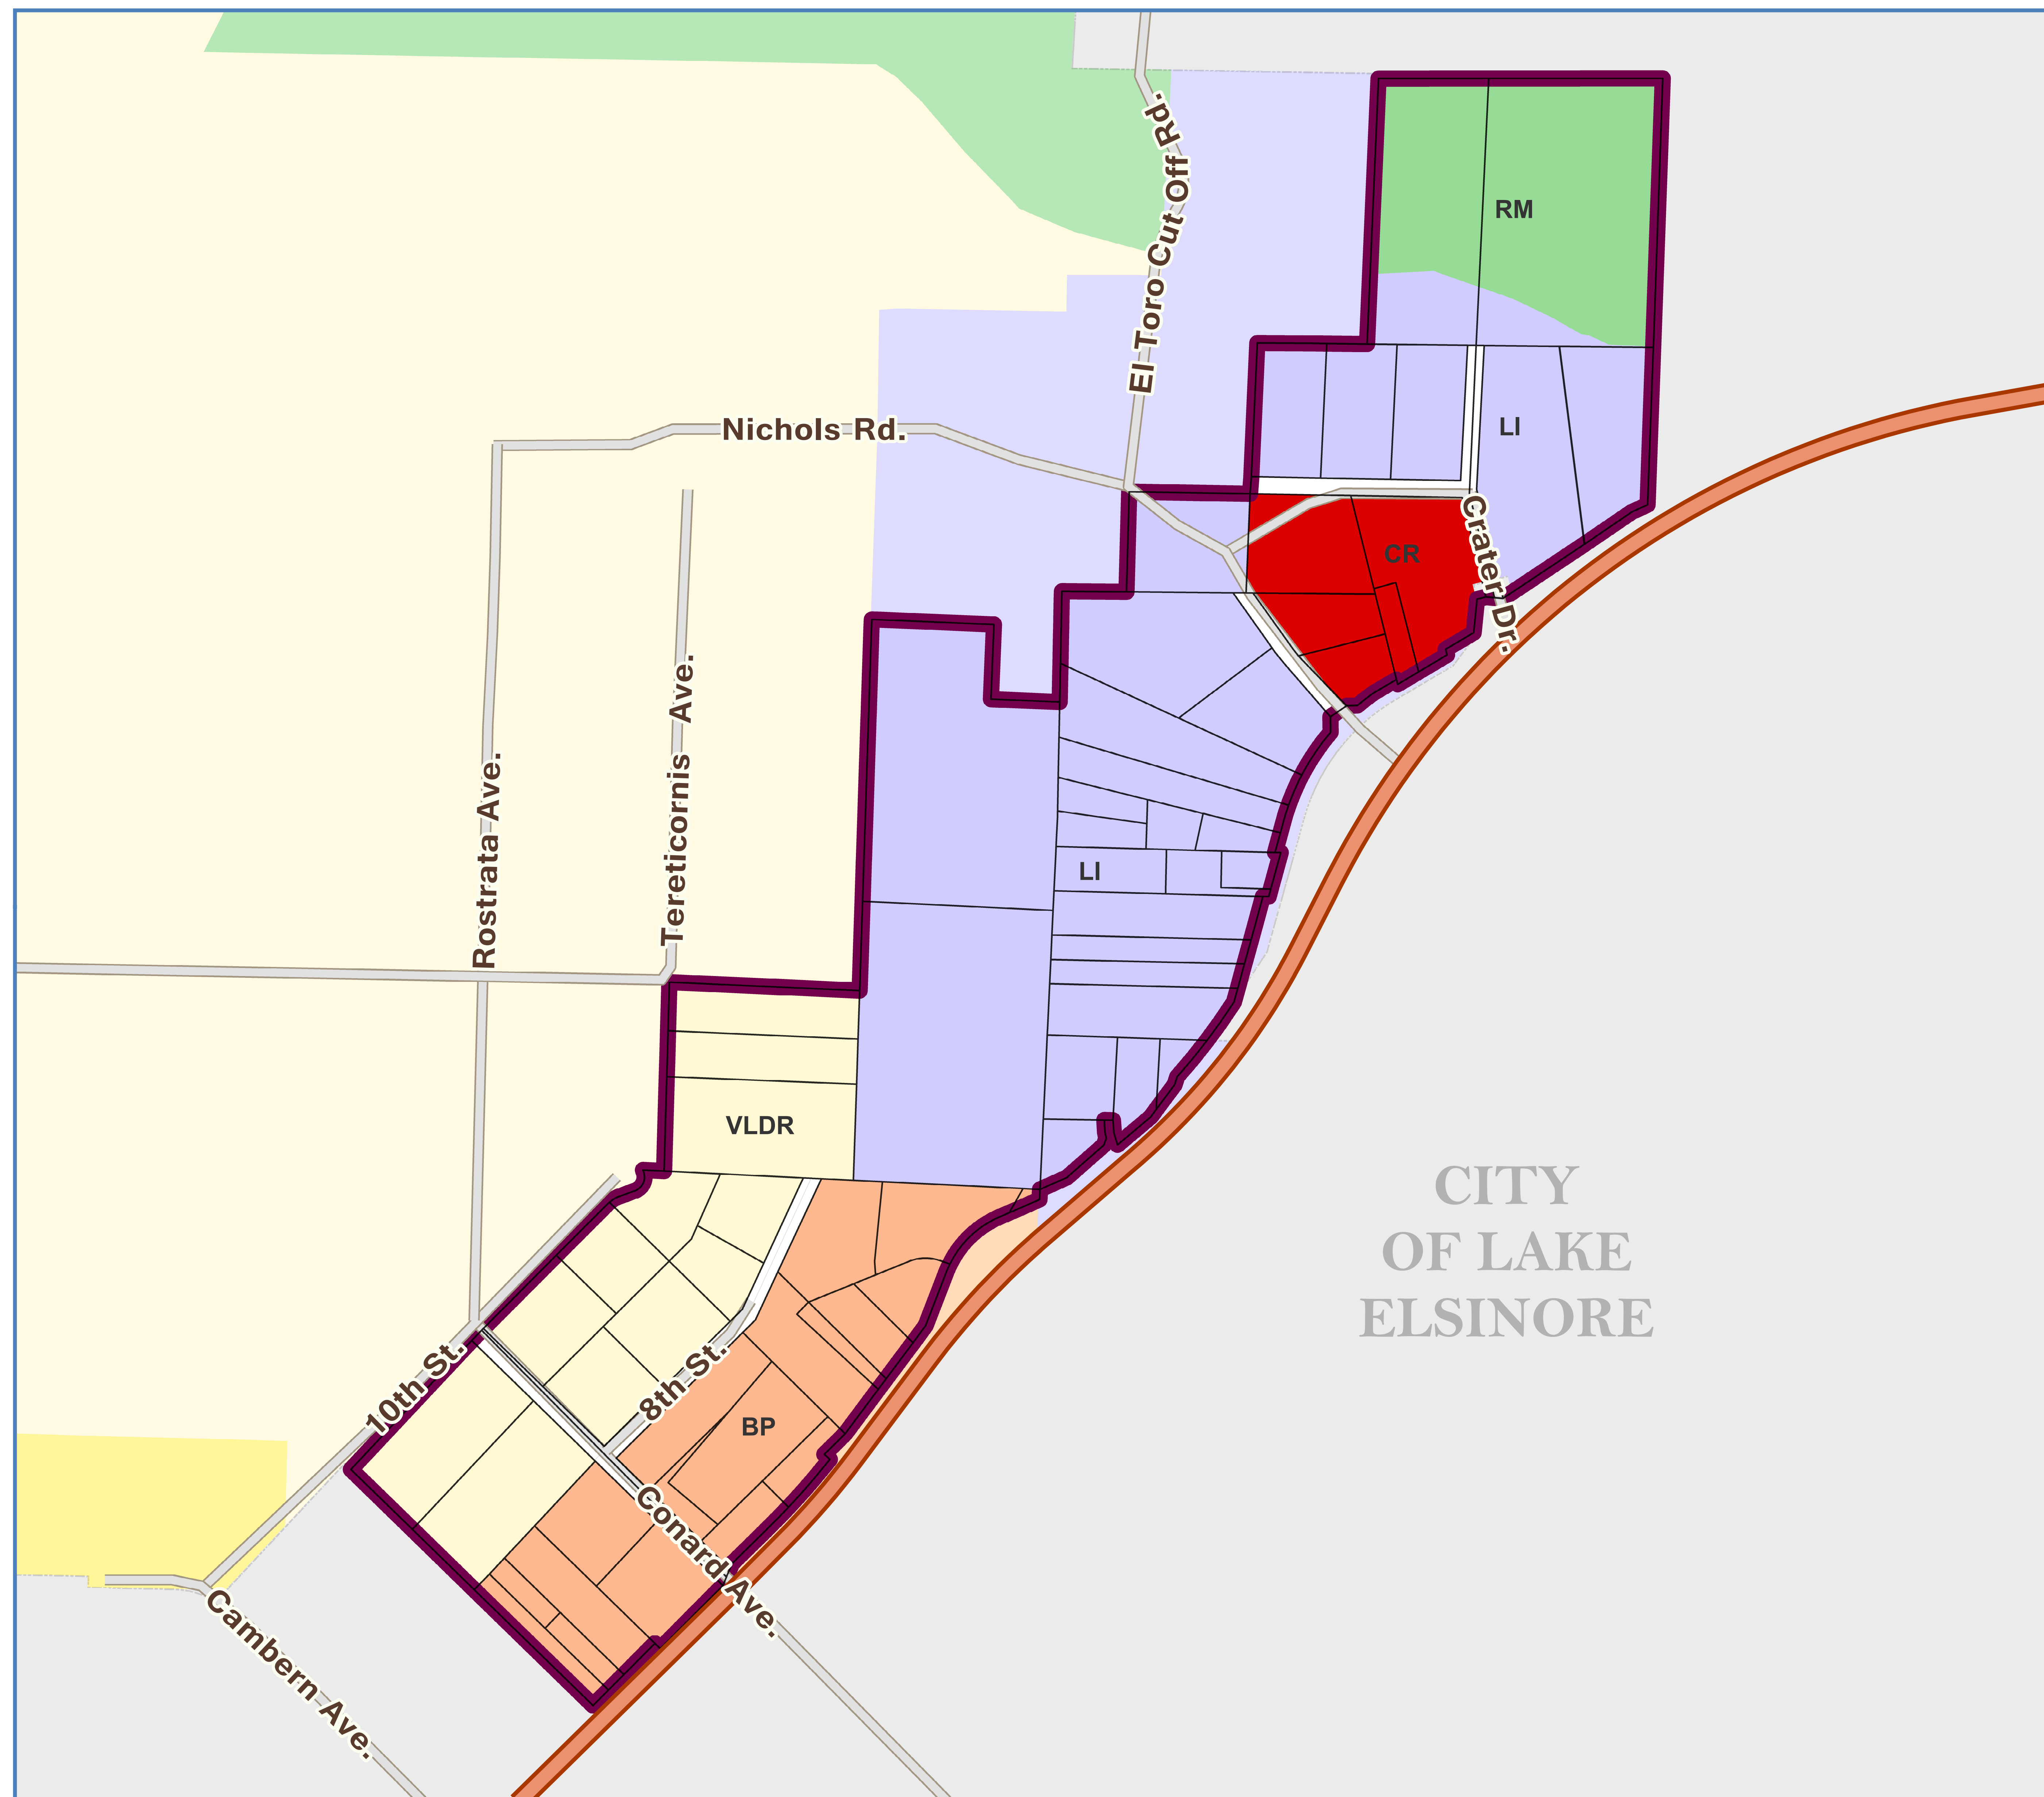 El Toro Cut Off Rd.
RM
Nichols Rd.
LI
Crater Dr.
CR
Tereticornis Ave.
Rostrata Ave.
LI
VLDR
CITY
OF LAKE
ELSINORE
10th St.
8th St.
BP
Conard Ave.
Cambern Ave.